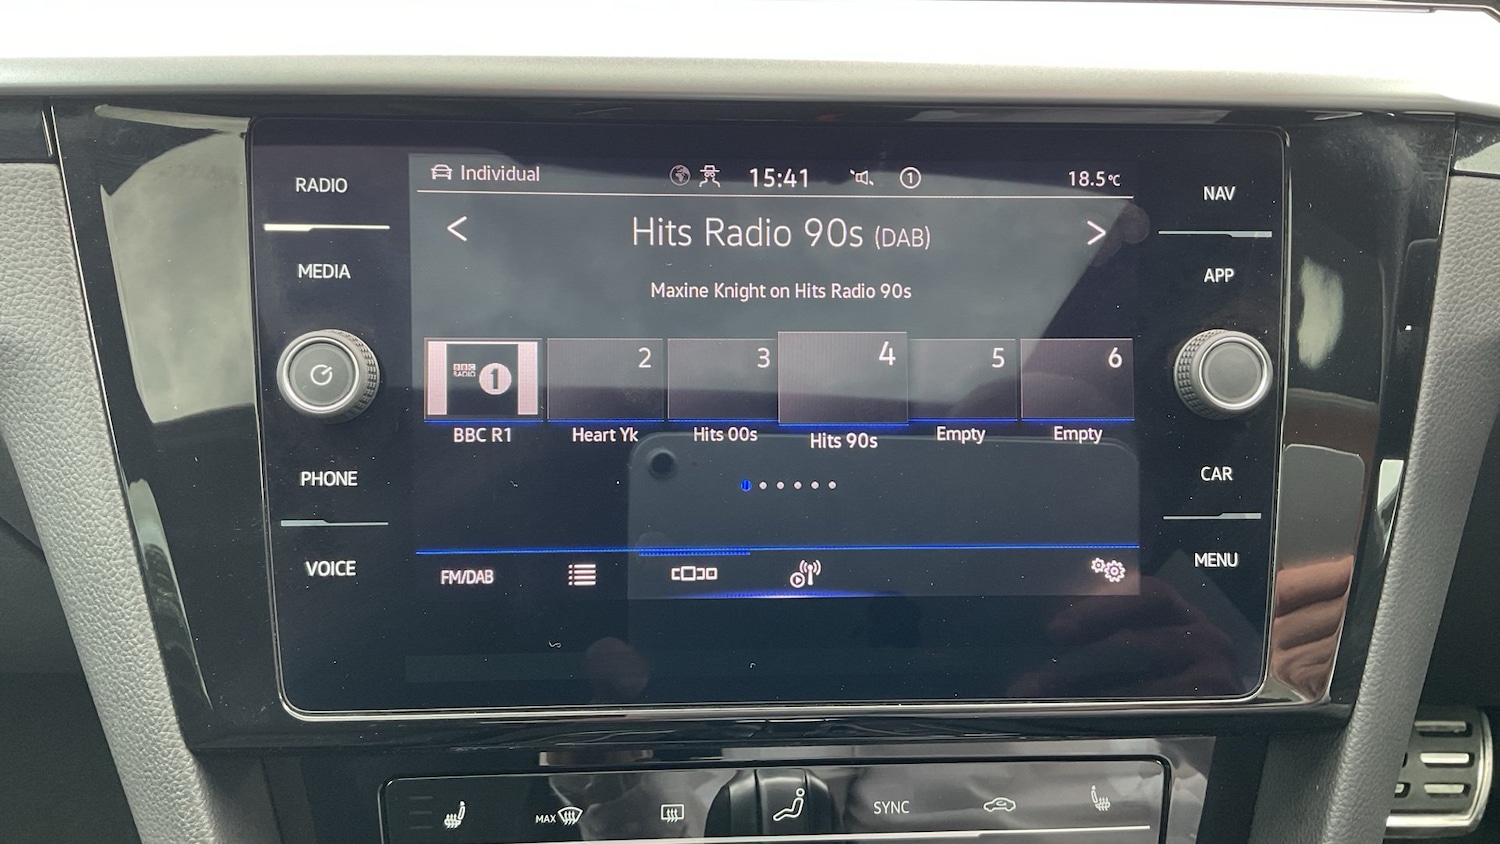 RADIO
MEDIA
PHONE
VOICE
Individual
15:41
1
18.5°C
< Hits Radio 90s (DAB) >
Maxine Knight on Hits Radio 90s
BBC RADIO 1
2
3
4
5
6
BBC R1
Heart Yk
Hits 00s
Hits 90s
Empty
Empty
FM/DAB
NAV
APP
CAR
MENU
MAX
SYNC